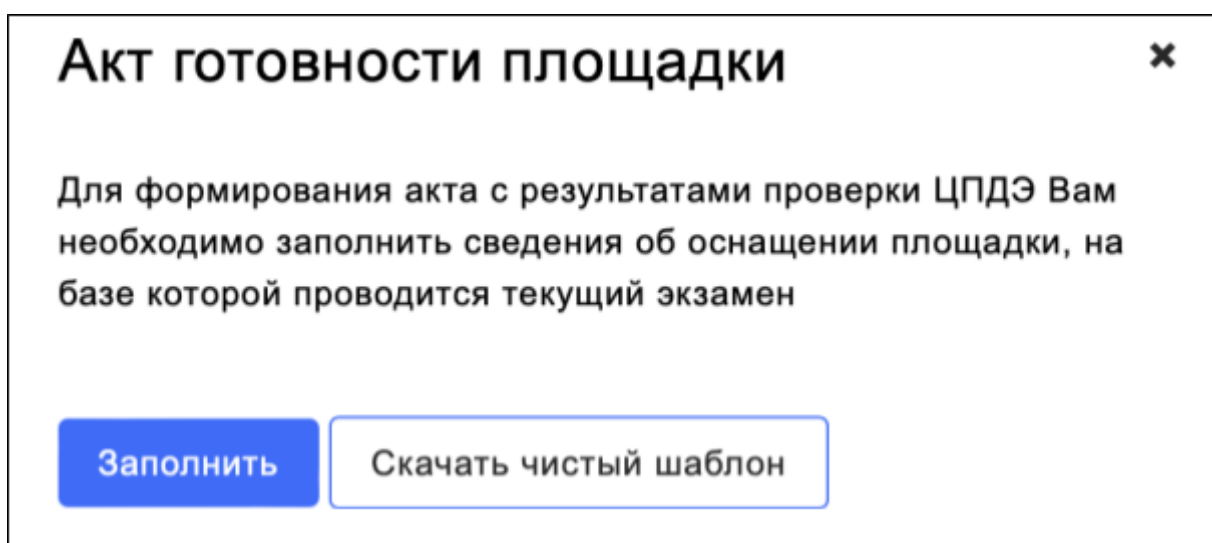 Акт готовности площадки
Для формирования акта с результатами проверки ЦПДЭ Вам
необходимо заполнить сведения об оснащении площадки, на
базе которой проводится текущий экзамен
Заполнить Скачать чистый шаблон